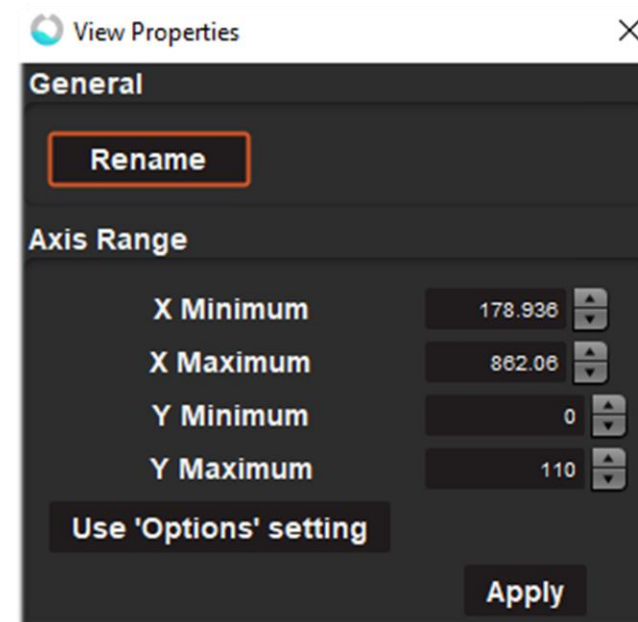 View Properties
General
Rename
Axis Range
X Minimum 178.936
X Maximum 862.06
Y Minimum 0
Y Maximum 110
Use 'Options' setting
Apply